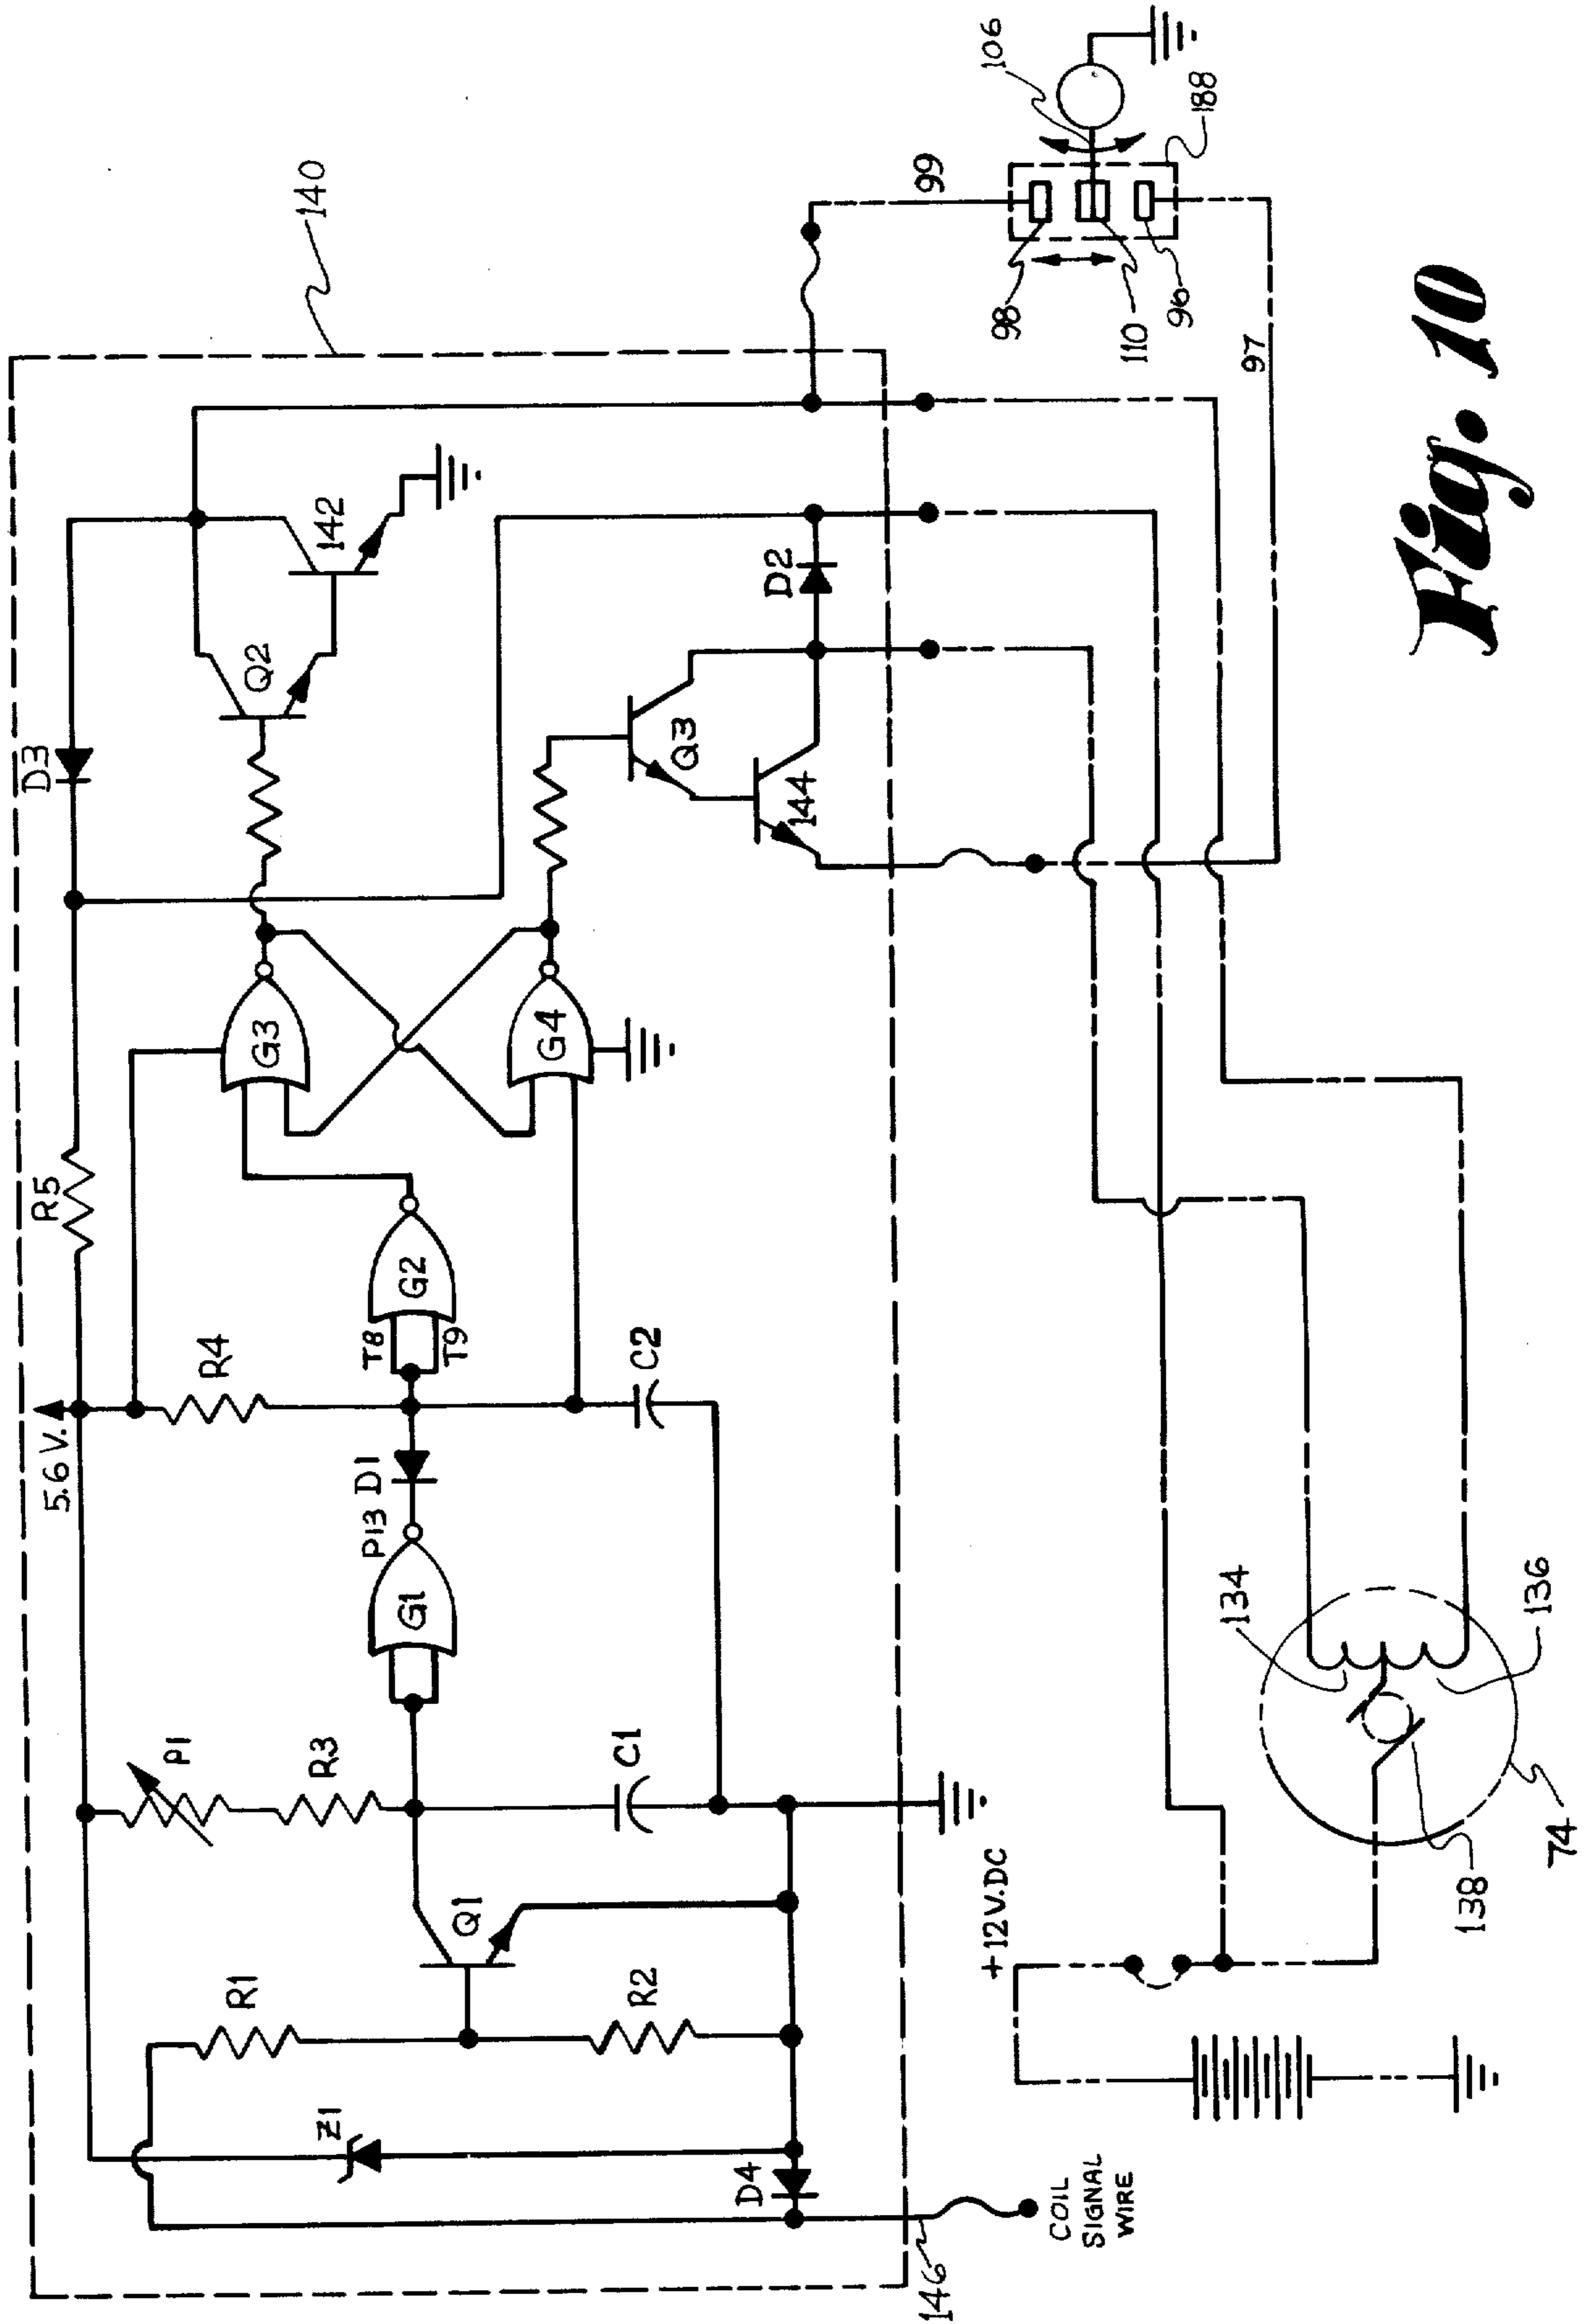 140
D3
R5
5.6 V.
Q2
142
G3
R4
P1
R3
R1
Z1
G4
G2
T8
T9
P13
D1
G1
Q1
Q3
144
D2
C2
C1
R2
D4
146
COIL
SIGNAL
WIRE
+12V.DC
99
106
98
110
96
188
97
134
136
138
74
Fig. 10